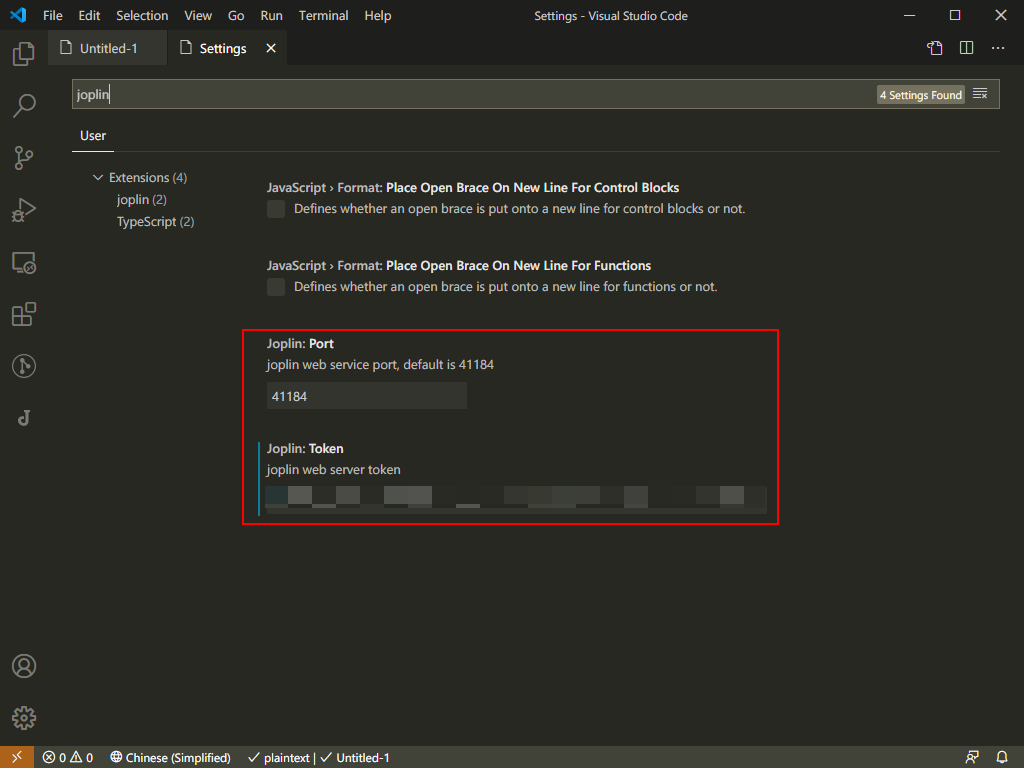 File Edit Selection View Go Run Terminal Help
Settings - Visual Studio Code
Untitled-1
Settings
joplin
4 Settings Found
User
Extensions (4)
joplin (2)
TypeScript (2)
JavaScript › Format: Place Open Brace On New Line For Control Blocks
Defines whether an open brace is put onto a new line for control blocks or not.
JavaScript › Format: Place Open Brace On New Line For Functions
Defines whether an open brace is put onto a new line for functions or not.
Joplin: Port
joplin web service port, default is 41184
41184
Joplin: Token
joplin web server token
0 0 Chinese (Simplified) plaintext | Untitled-1